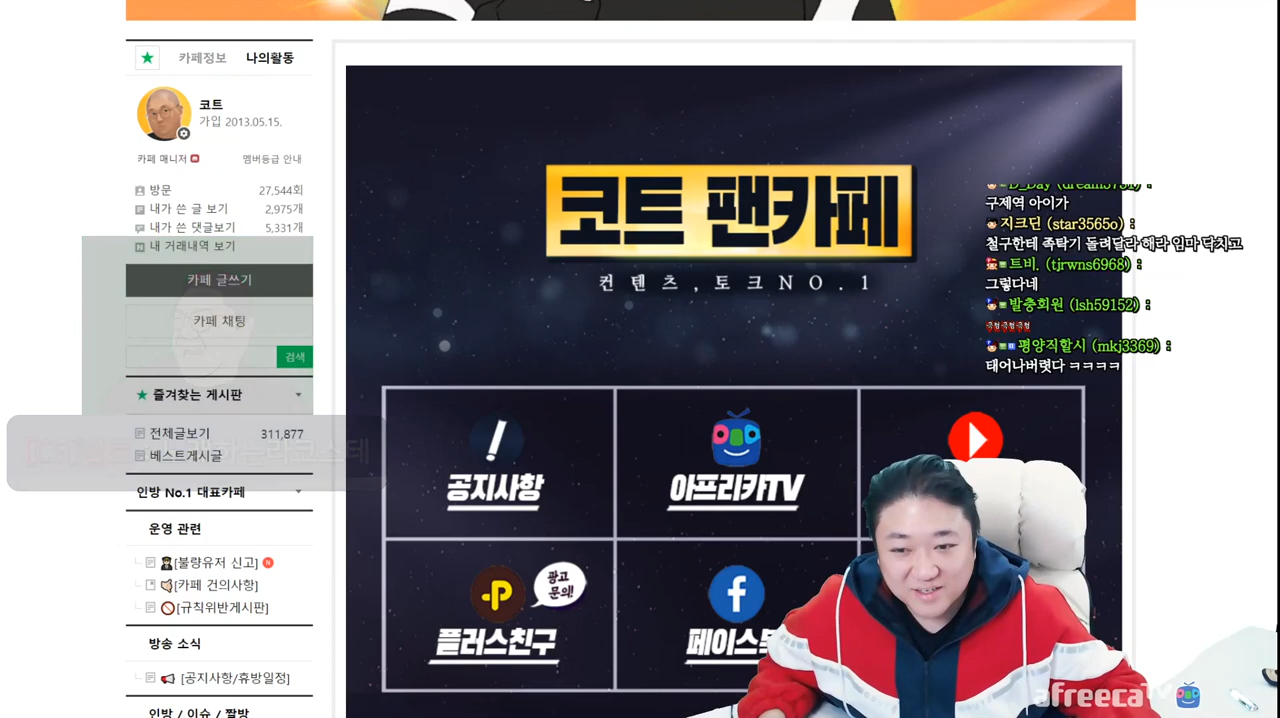 카페정보 나의활동
코트
가입 2013.05.15.
카페 매니저 멤버등급 안내
방문 27,544회
내가 쓴 글 보기 2,975개
내가 쓴 댓글보기 5,331개
내 거래내역 보기
카페 글쓰기
카페 채팅
검색
즐겨찾는 게시판
전체글보기 311,877
베스트게시글
인방 No.1 대표카페
운영 관련
[불량유저 신고] N
[카페 건의사항]
[규칙위반게시판]
방송 소식
[공지사항/휴방일정]
인방 / 이슈 / 짤방
코트 팬카페
컨텐츠,토크NO.1
공지사항
아프리카TV
광고
문의!
플러스친구
구제역 아이가
지크딘 (star3565o) :
철구한테 족탁기 돌려달라 해라 임마 닥치고
트비. (tjrwns6968) :
그렇다네
발충회원 (lsh59152) :
평양직할시 (mkj3369) :
태어나버렷다 ㅋㅋㅋㅋ
afreecaTV